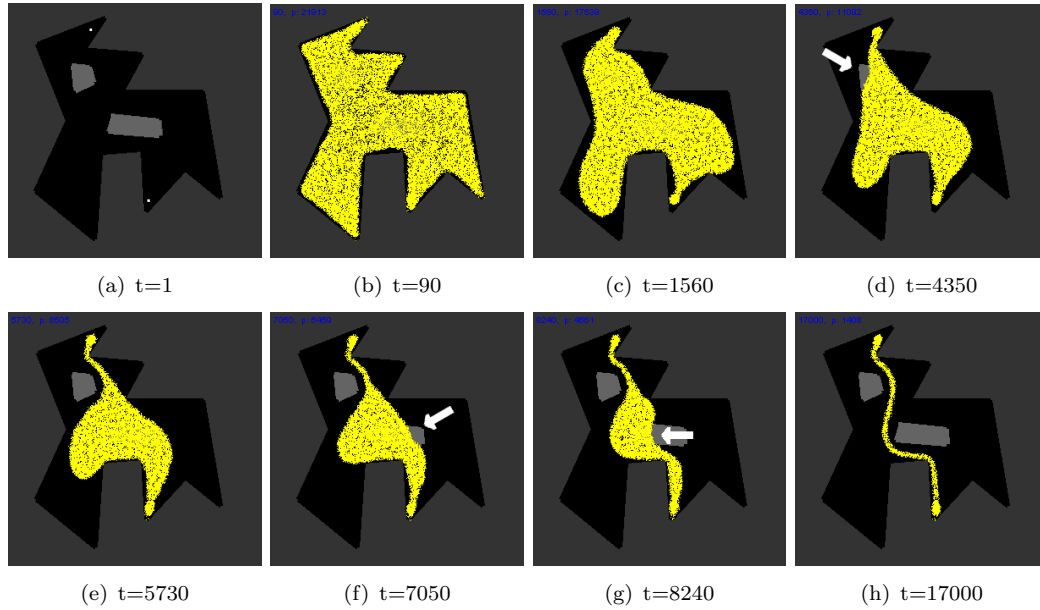 (a) t=1
(b) t=90
(c) t=1560
(d) t=4350
(e) t=5730
(f) t=7050
(g) t=8240
(h) t=17000